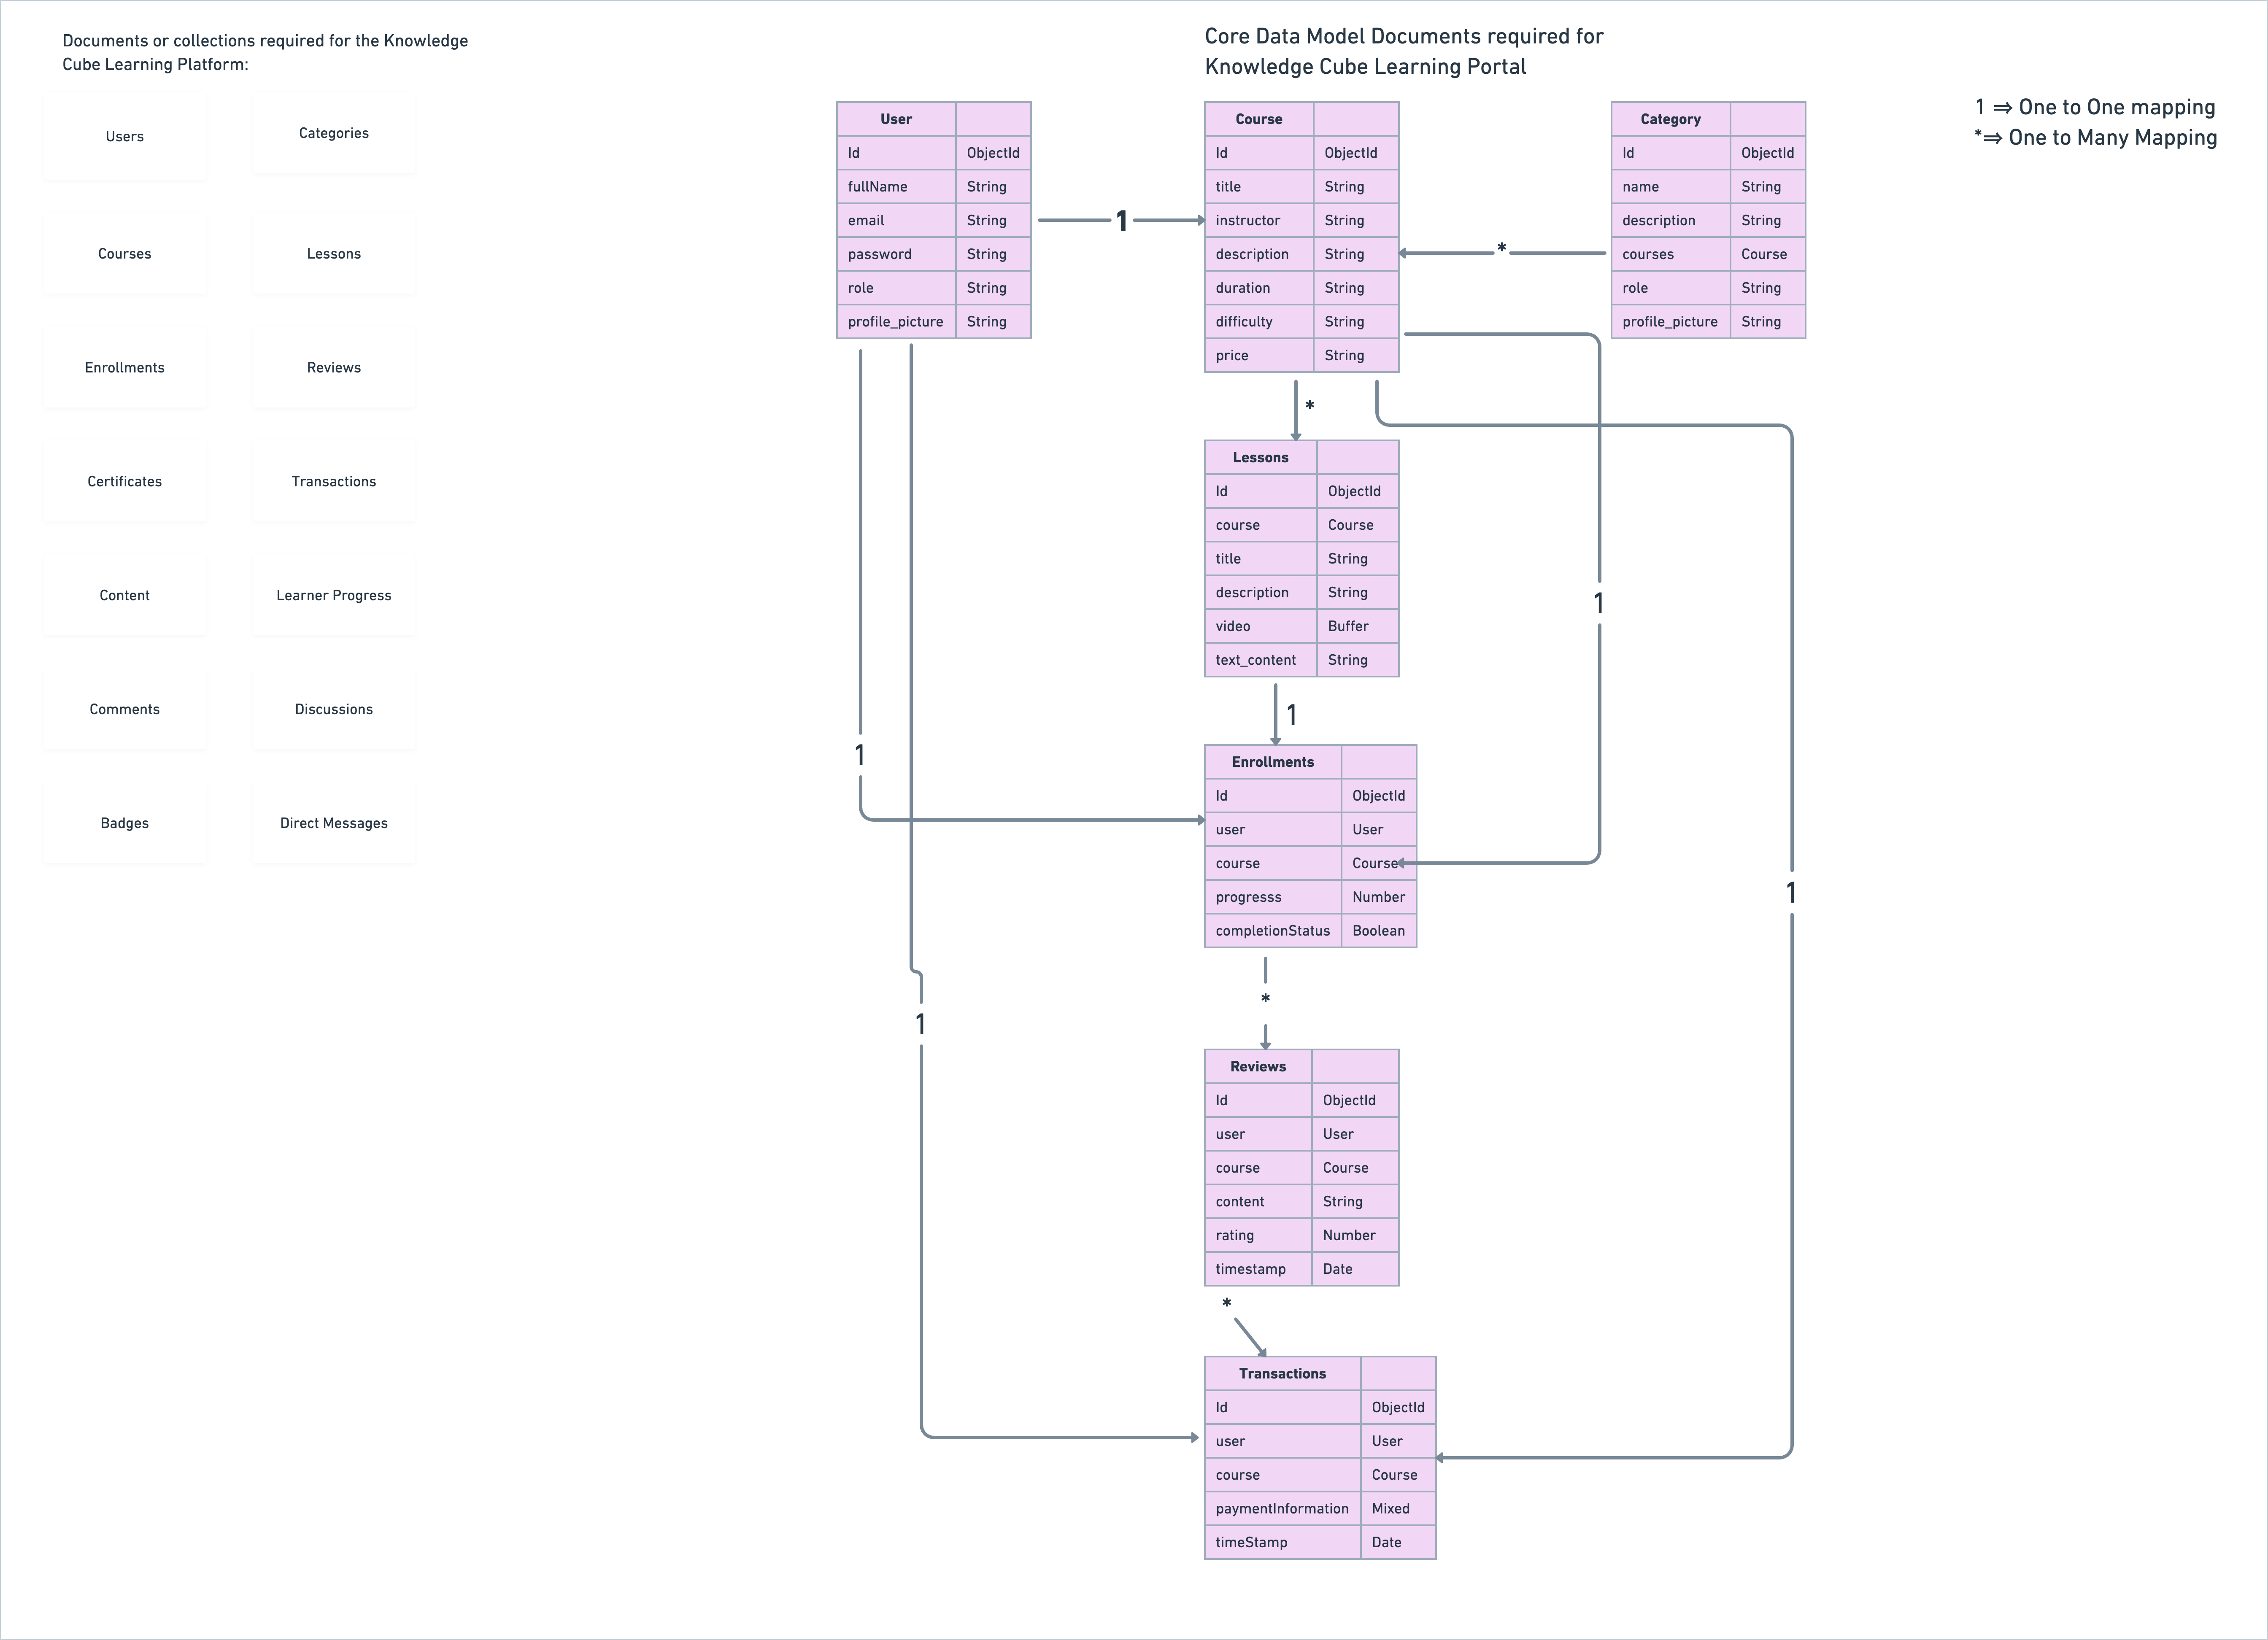 Documents or collections required for the Knowledge
Cube Learning Platform:
Users
Categories
Courses
Lessons
Enrollments
Reviews
Certificates
Transactions
Content
Learner Progress
Comments
Discussions
Badges
Direct Messages
Core Data Model Documents required for
Knowledge Cube Learning Portal
1 ⇒ One to One mapping
*⇒ One to Many Mapping
User
Id ObjectId
fullName String
email String
password String
role String
profile_picture String
1
Course
Id ObjectId
title String
instructor String
description String
duration String
difficulty String
price String
*
Category
Id ObjectId
name String
description String
courses Course
role String
profile_picture String
*
Lessons
Id ObjectId
course Course
title String
description String
video Buffer
text_content String
1
1
1
Enrollments
Id ObjectId
user User
course Course
progresss Number
completionStatus Boolean
1
*
1
Reviews
Id ObjectId
user User
course Course
content String
rating Number
timestamp Date
*
Transactions
Id ObjectId
user User
course Course
paymentInformation Mixed
timeStamp Date